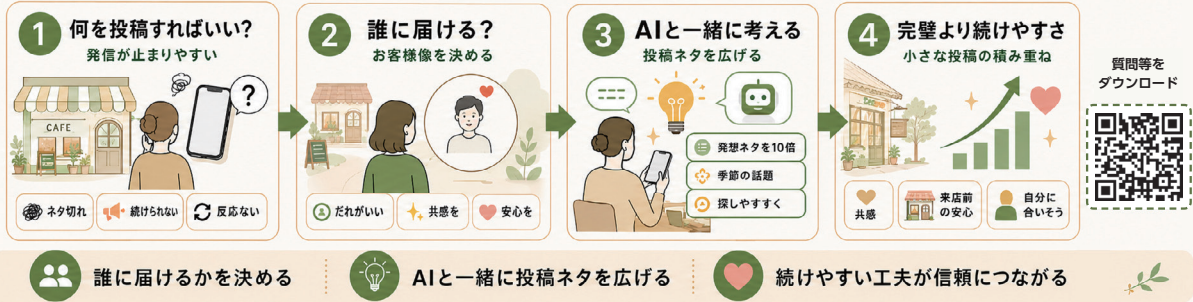 1 何を投稿すればいい?
発信が止まりやすい
?
CAFE
ネタ切れ
続けられない
反応ない
2 誰に届ける?
お客様像を決める
だれがいい
共感を
安心を
3 AIと一緒に考える
投稿ネタを広げる
発想ネタを10倍
季節の話題
探しやすすく
4 完璧より続けやすさ
小さな投稿の積み重ね
共感
来店前
の安心
自分に
合いそう
質問等を
ダウンロード
誰に届けるかを決める
AIと一緒に投稿ネタを広げる
続けやすい工夫が信頼につながる